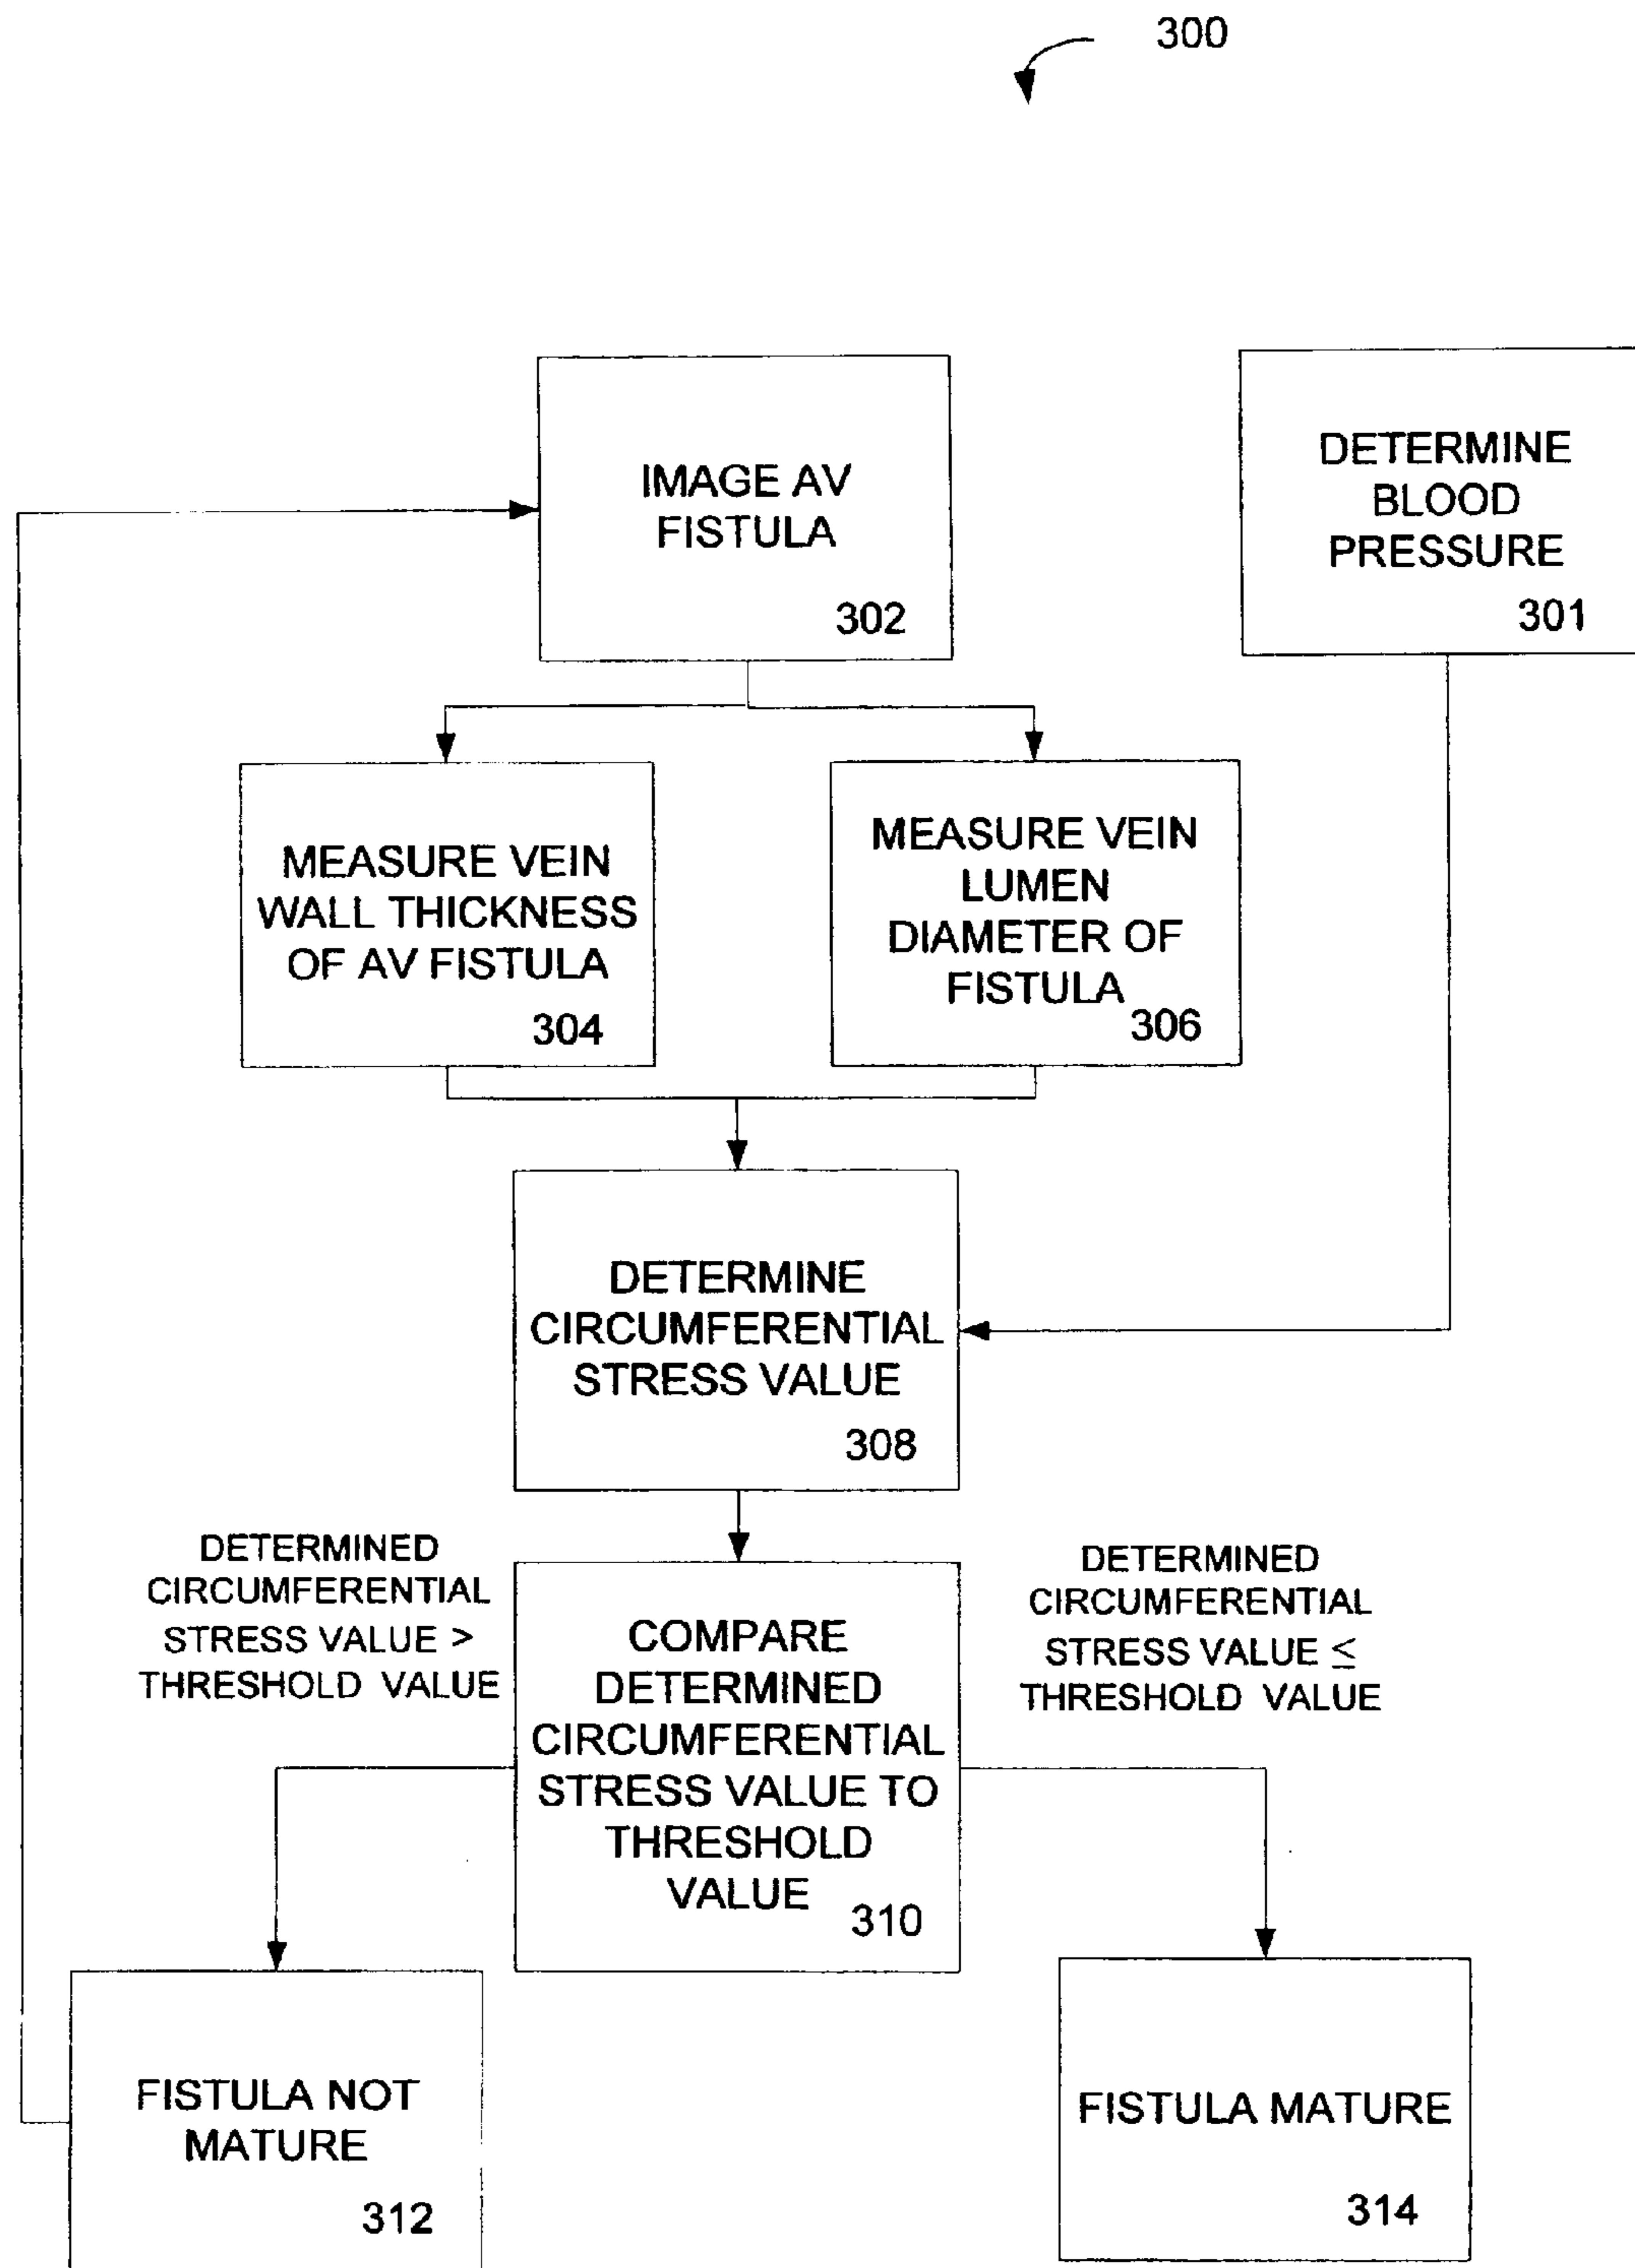 300
IMAGE AV
FISTULA
302
DETERMINE
BLOOD
PRESSURE
301
MEASURE VEIN
WALL THICKNESS
OF AV FISTULA
304
MEASURE VEIN
LUMEN
DIAMETER OF
FISTULA
306
DETERMINE
CIRCUMFERENTIAL
STRESS VALUE
308
DETERMINED
CIRCUMFERENTIAL
STRESS VALUE >
THRESHOLD VALUE
COMPARE
DETERMINED
CIRCUMFERENTIAL
STRESS VALUE TO
THRESHOLD
VALUE
310
DETERMINED
CIRCUMFERENTIAL
STRESS VALUE ≤
THRESHOLD VALUE
FISTULA NOT
MATURE
312
FISTULA MATURE
314